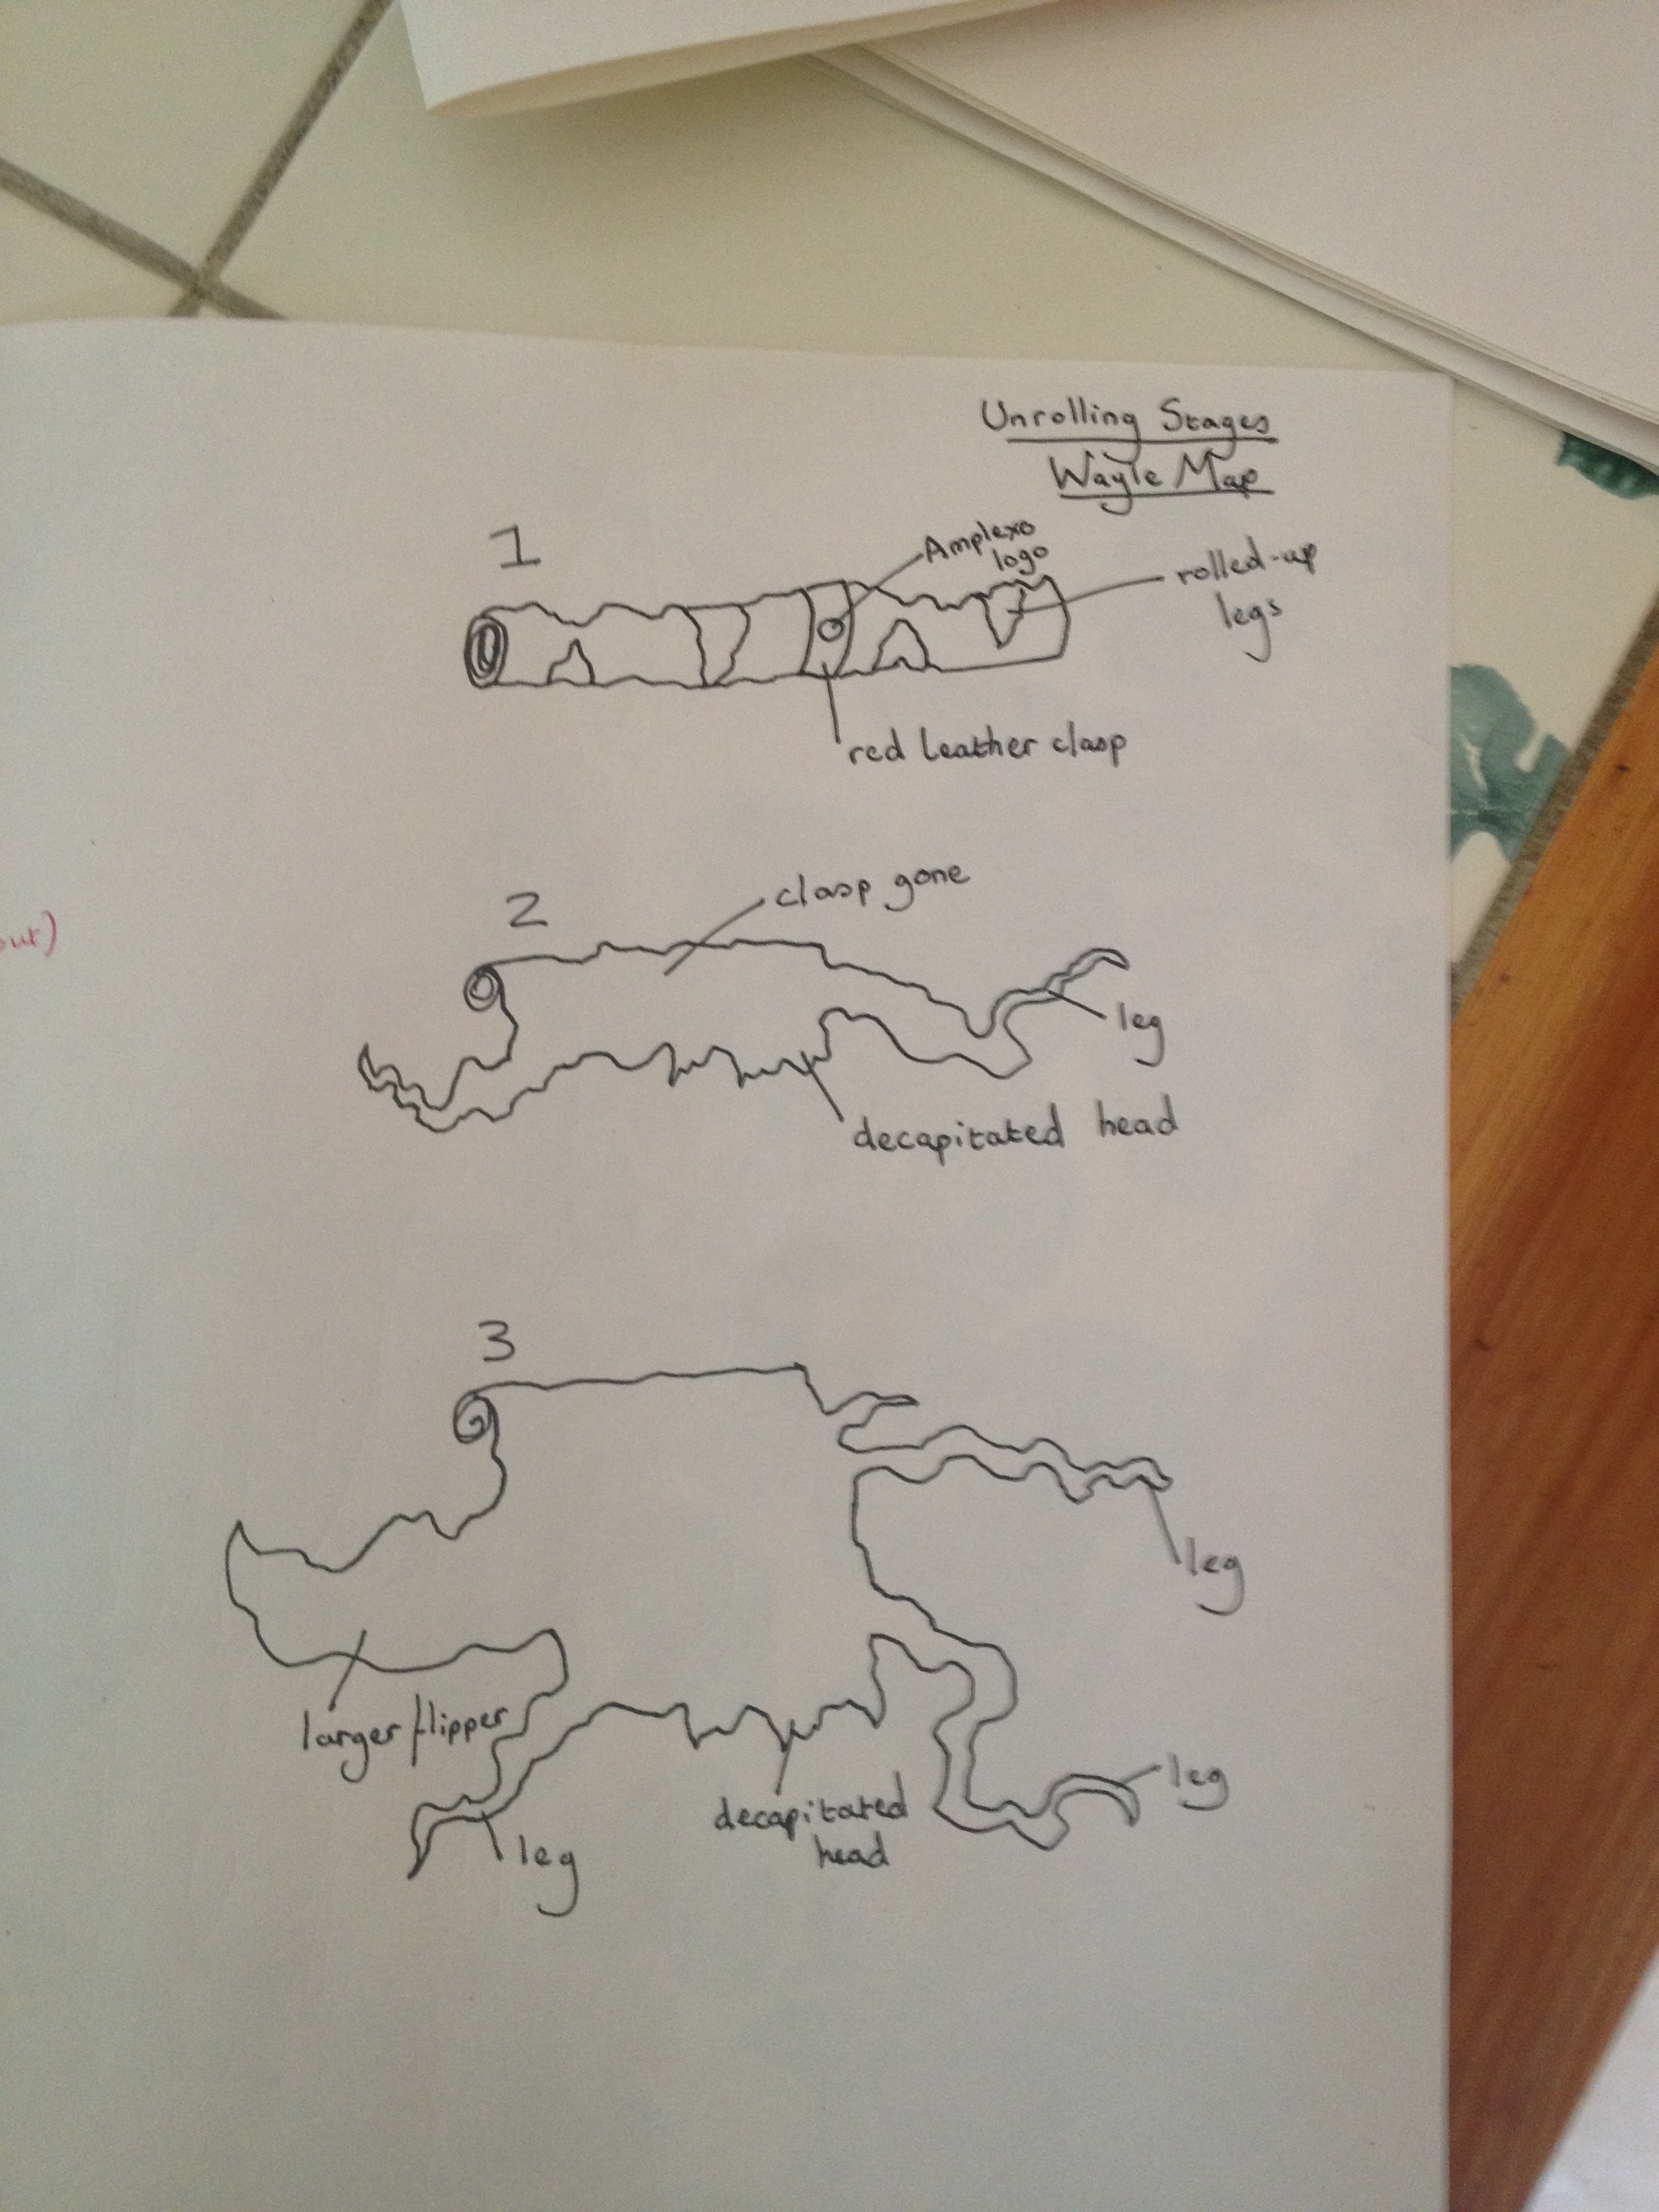 Unrolling Stages
Wayle Map
1
Amplexo
logo
rolled-up
legs
red leather clasp
2
clasp gone
leg
out)
decapitated head
3
leg
larger flipper
leg
decapitated
head
leg